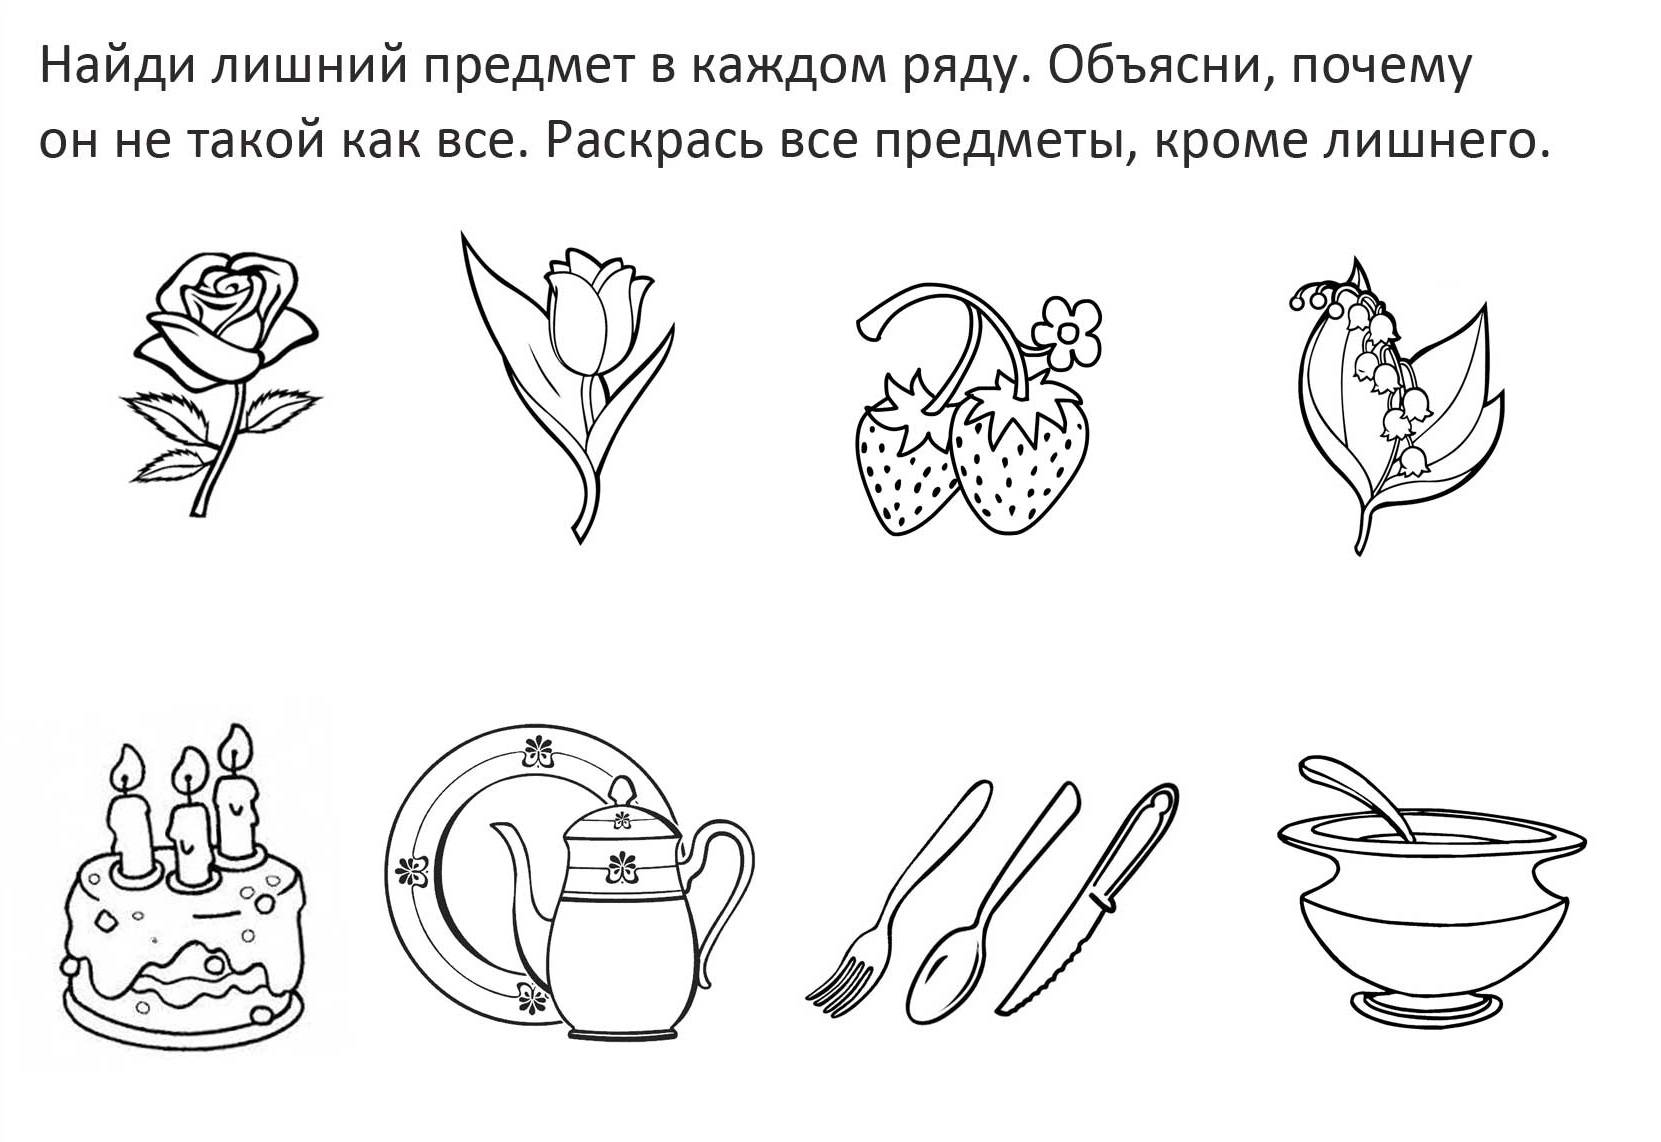 Найди лишний предмет в каждом ряду. Объясни, почему
он не такой как все. Раскрась все предметы, кроме лишнего.